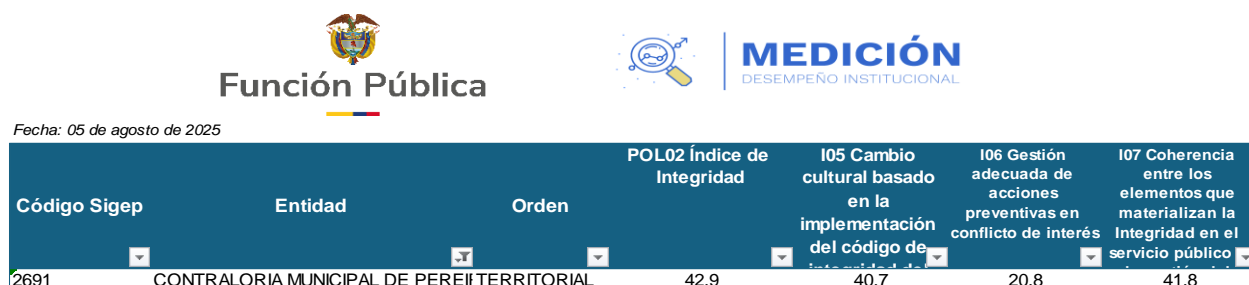 Función Pública
MEDICIÓN
DESEMPEÑO INSTITUCIONAL
Fecha: 05 de agosto de 2025
Código Sigep
Entidad
Orden
POL02 Índice de
Integridad
I05 Cambio
cultural basado
en la
implementación
del código de
I06 Gestión
adecuada de
acciones
preventivas en
conflicto de interés
I07 Coherencia
entre los
elementos que
materializan la
Integridad en el
servicio público
2691 CONTRALORIA MUNICIPAL DE PEREI TERRITORIAL 42,9 40,7 20,8 41,8